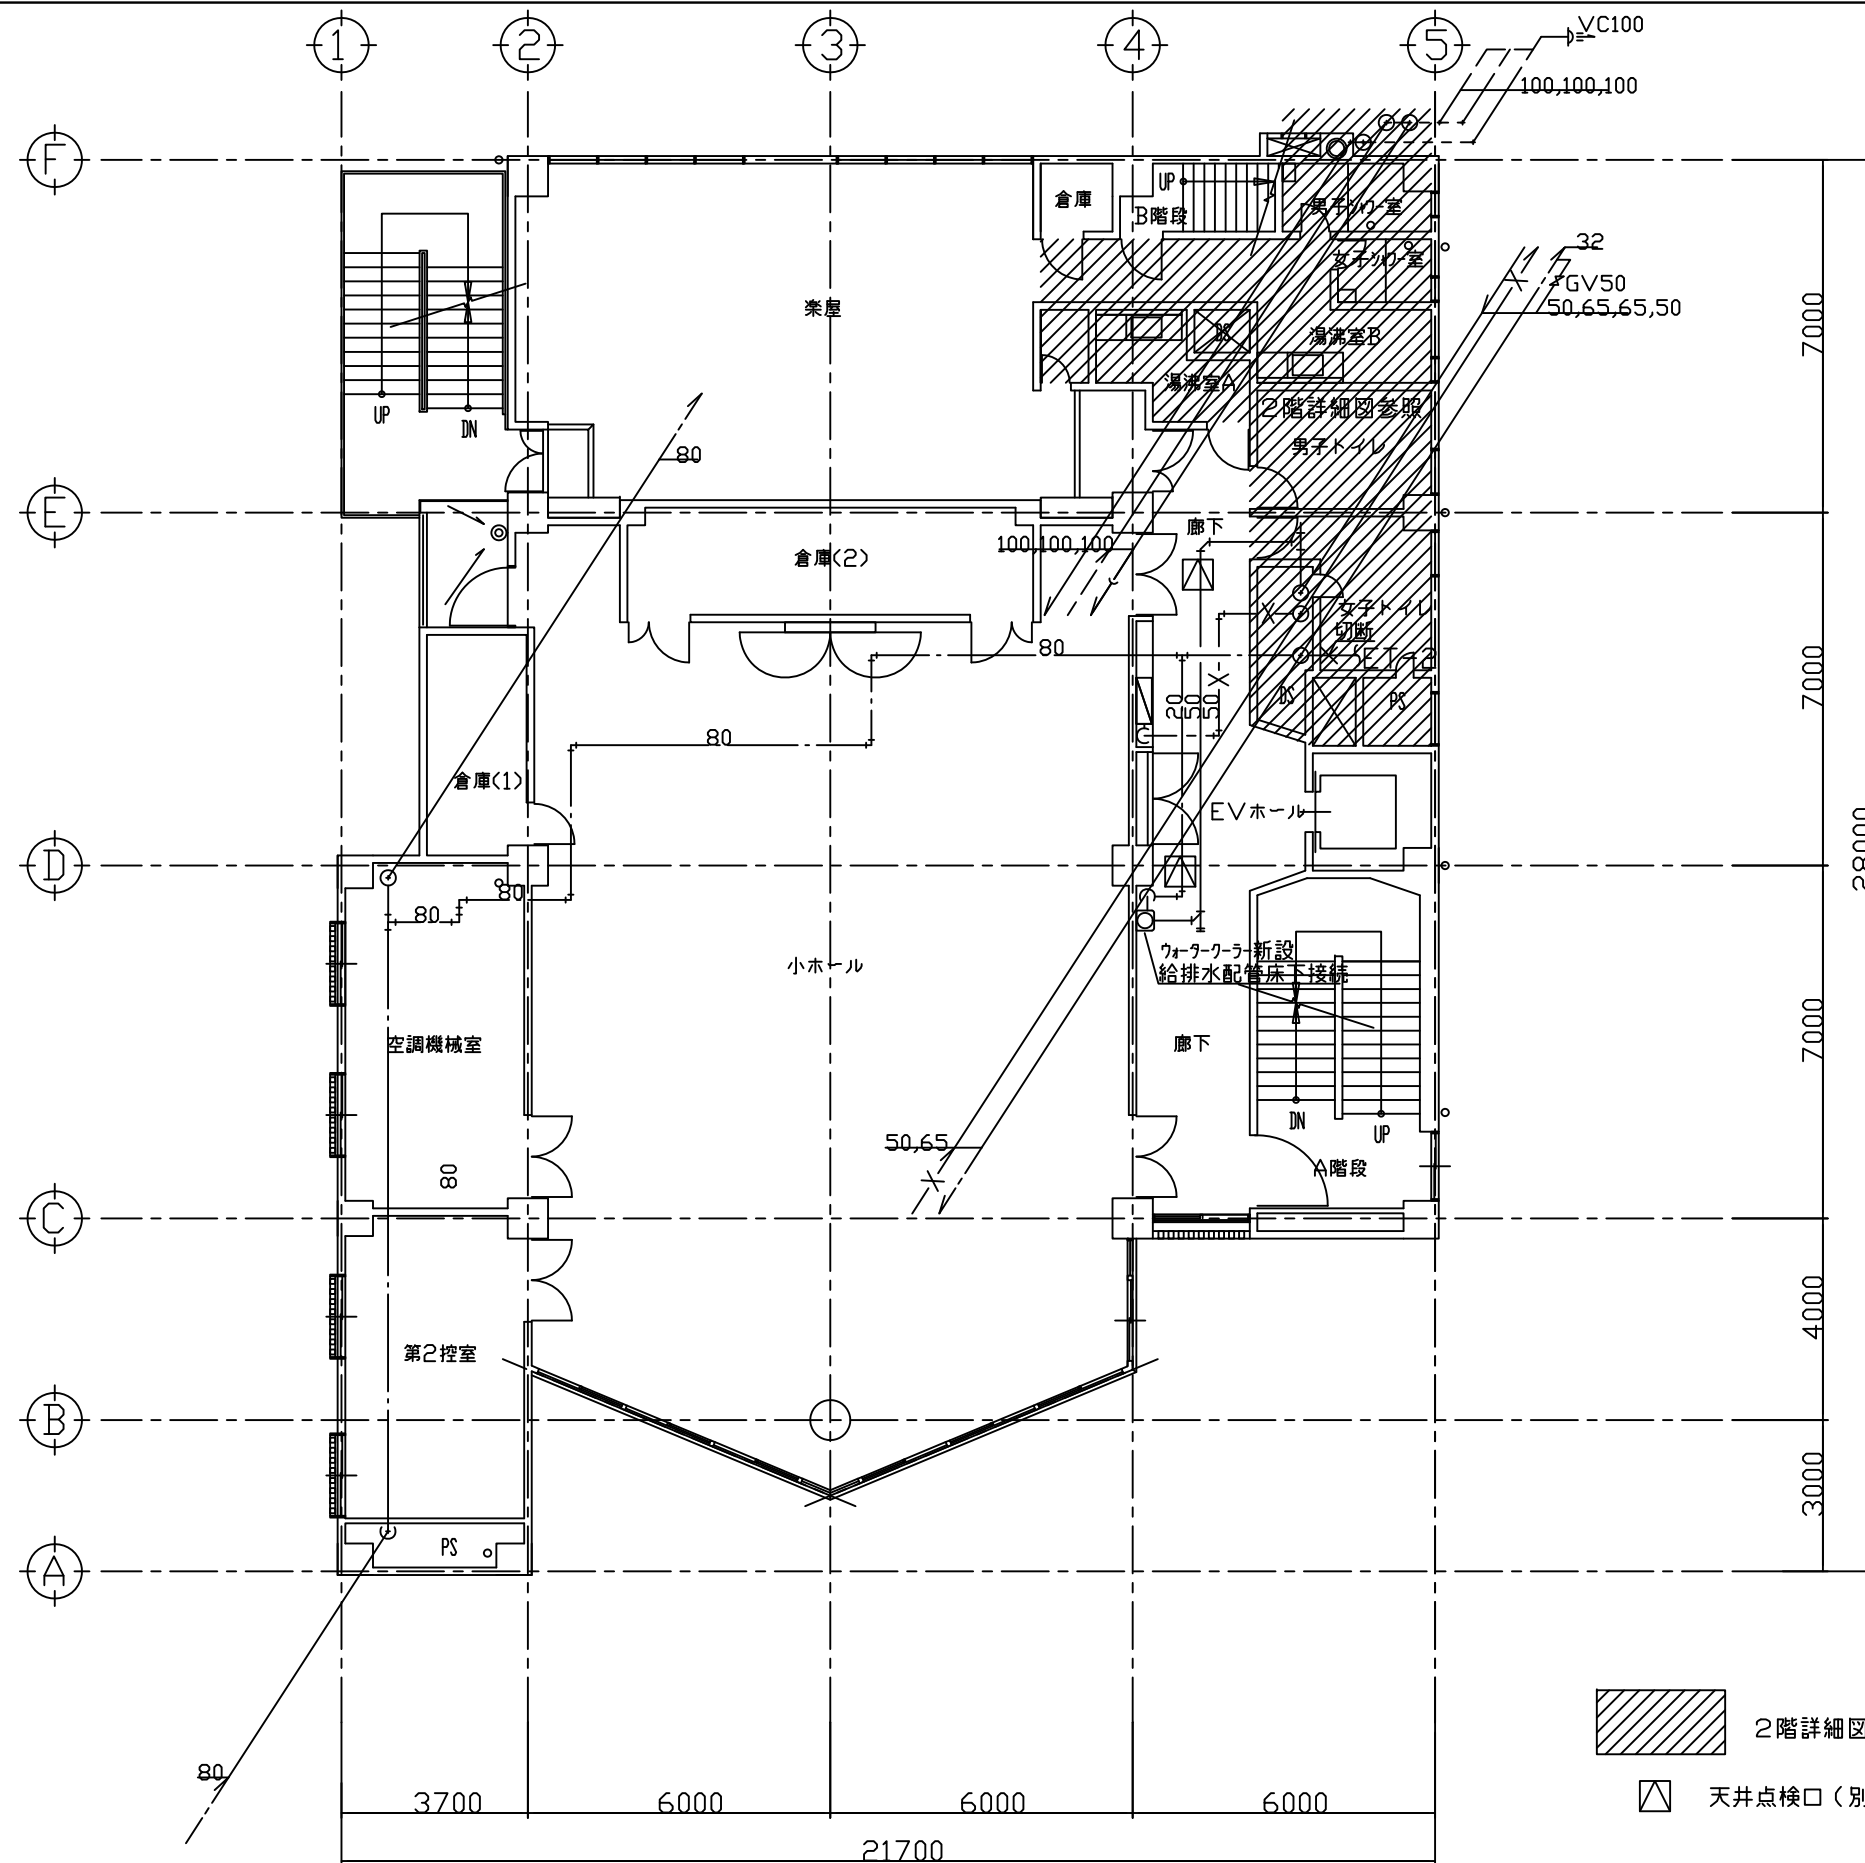 1
2
3
4
5
VC100
100,100,100
F
倉庫
UP
B階段
男子シャワー室
女子シャワー室
32
GV50
50,65,65,50
楽屋
DS
湯沸室B
7000
湯沸室A
2階詳細図参照
UP
DN
男子トイレ
80
E
廊下
100,100,100
倉庫(2)
女子トイレ
切断
80
7000
20
50
50
DS
PS
80
倉庫(1)
EVホール
28000
D
80
80
ウォータークーラー新設
給排水配管床下接続
小ホール
空調機械室
廊下
7000
DN
UP
50,65
80
A階段
C
4000
第2控室
B
3000
PS
A
2階詳細図
80
3700
6000
6000
6000
天井点検口(別
21700